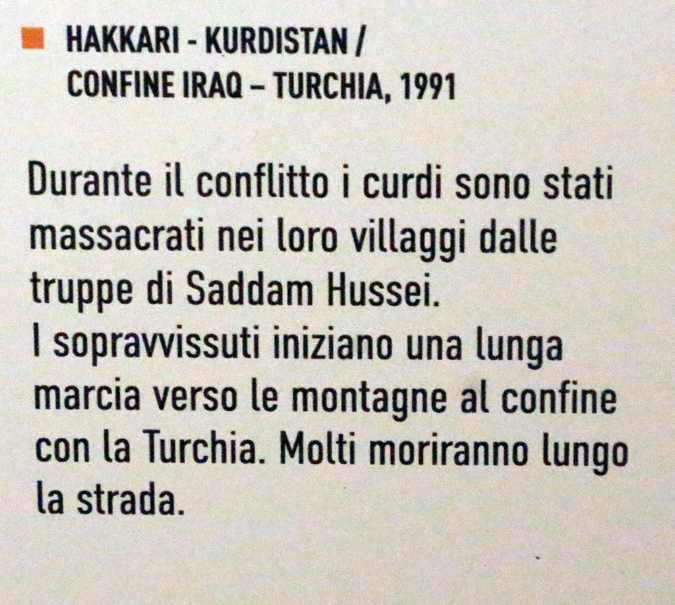 HAKKARI - KURDISTAN /
CONFINE IRAQ – TURCHIA, 1991
Durante il conflitto i curdi sono stati
massacrati nei loro villaggi dalle
truppe di Saddam Hussei.
I sopravvissuti iniziano una lunga
marcia verso le montagne al confine
con la Turchia. Molti moriranno lungo
la strada.